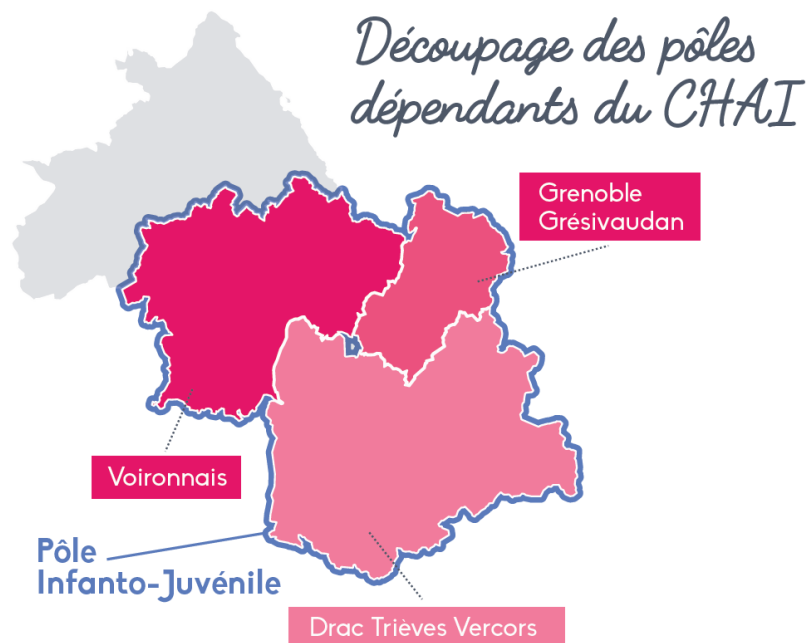 Découpage des pôles
dépendants du CHAI
Grenoble
Grésivaudan
Voironnais
Pôle
Infanto-Juvénile
Drac Trièves Vercors